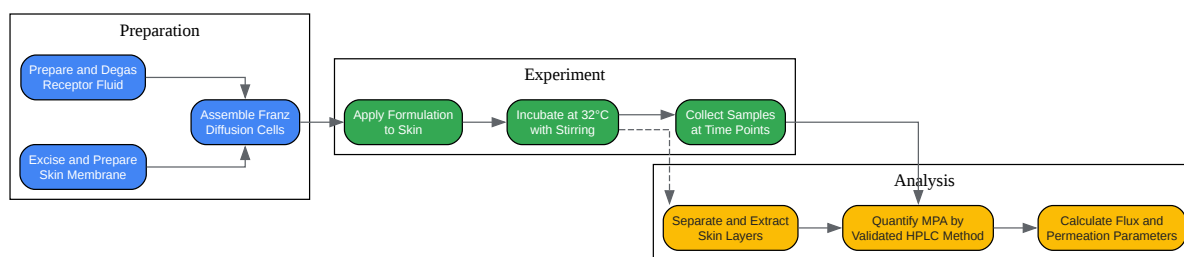 Preparation
Prepare and Degas
Receptor Fluid
Excise and Prepare
Skin Membrane
Assemble Franz
Diffusion Cells
Experiment
Apply Formulation
to Skin
Incubate at 32°C
with Stirring
Collect Samples
at Time Points
Analysis
Separate and Extract
Skin Layers
Quantify MPA by
Validated HPLC Method
Calculate Flux and
Permeation Parameters